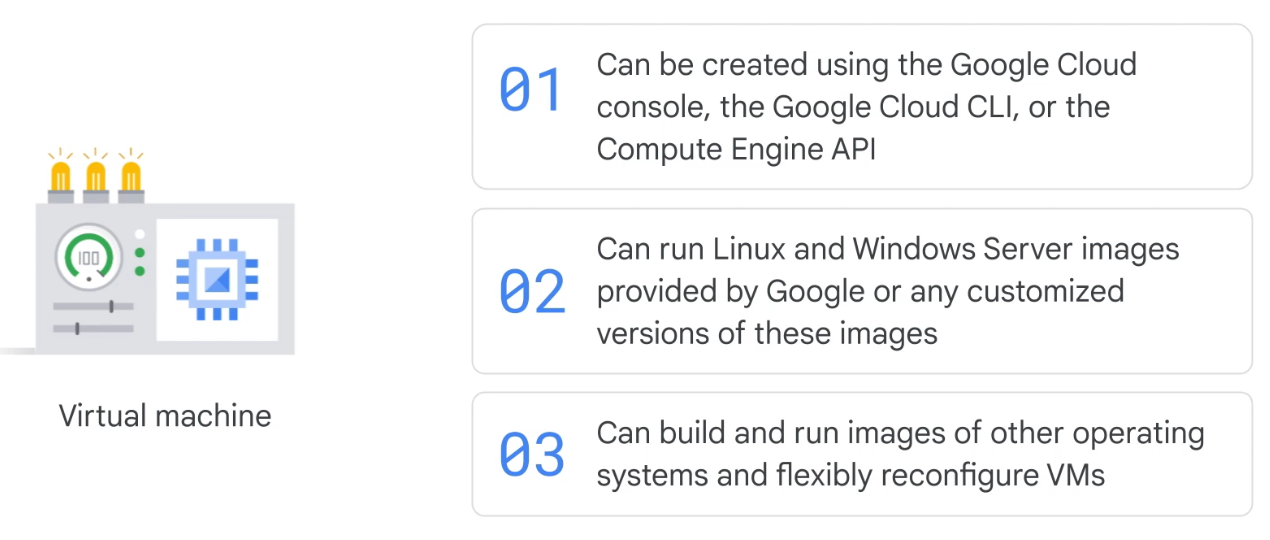 01
Can be created using the Google Cloud
console, the Google Cloud CLI, or the
Compute Engine API
100
Virtual machine
02
Can run Linux and Windows Server images
provided by Google or any customized
versions of these images
03
Can build and run images of other operating
systems and flexibly reconfigure VMs